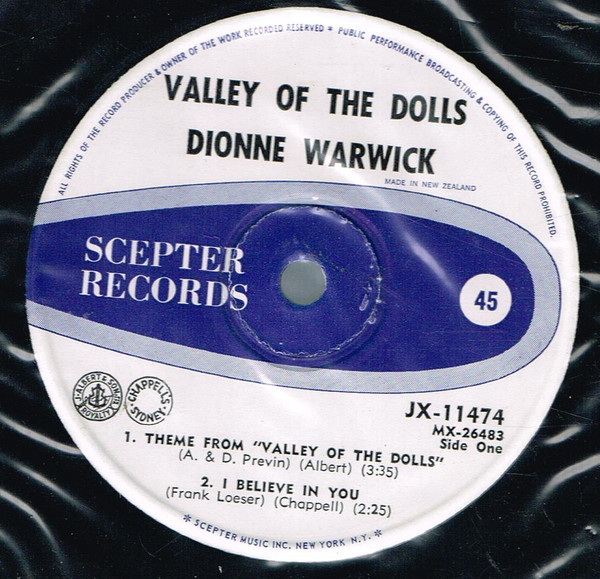 ALL RIGHTS OF THE RECORD PRODUCER & OWNER OF THE WORK RECORDED RESERVED * PUBLIC PERFORMANCE BROADCASTING & COPYING OF THIS RECORD PROHIBITED.
VALLEY OF THE DOLLS
DIONNE WARWICK
MADE IN NEW ZEALAND
SCEPTER
RECORDS
45
J. ALBERT & SON
ROYALTY
CHAPPELL'S
SYDNEY
JX-11474
MX-26483
Side One
1. THEME FROM "VALLEY OF THE DOLLS"
(A. & D. Previn) (Albert) (3:35)
2. I BELIEVE IN YOU
(Frank Loeser) (Chappell) (2:25)
* SCEPTER MUSIC INC. NEW YORK N.Y. *